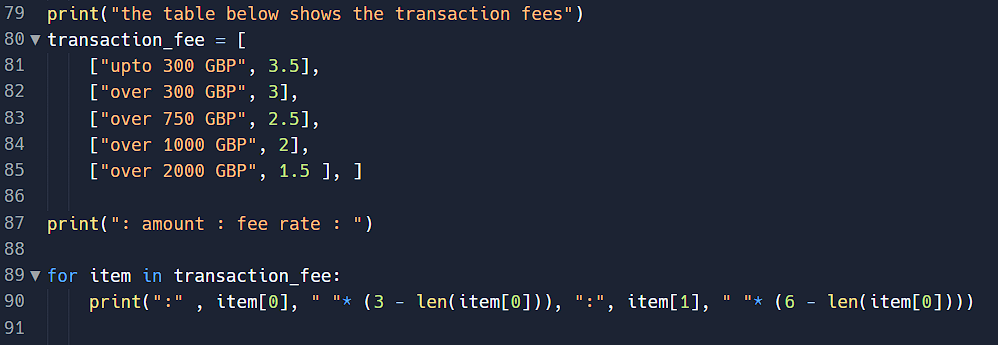 79 print("the table below shows the transaction fees")
80 ▼ transaction_fee = [
81     ["upto 300 GBP", 3.5],
82     ["over 300 GBP", 3],
83     ["over 750 GBP", 2.5],
84     ["over 1000 GBP", 2],
85     ["over 2000 GBP", 1.5 ], ]
86
87 print(": amount : fee rate : ")
88
89 ▼ for item in transaction_fee:
90     print(":" , item[0], " "* (3 - len(item[0])), ":", item[1], " "* (6 - len(item[0])))
91